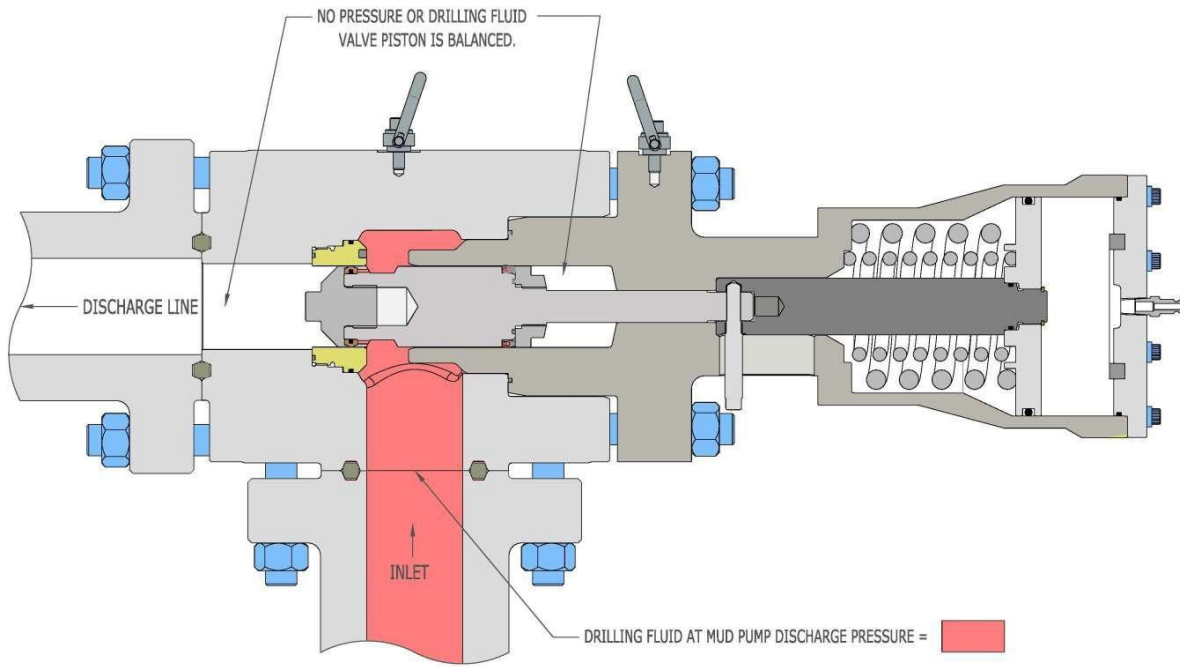 NO PRESSURE OR DRILLING FLUID
VALVE PISTON IS BALANCED.
DISCHARGE LINE
INLET
DRILLING FLUID AT MUD PUMP DISCHARGE PRESSURE =